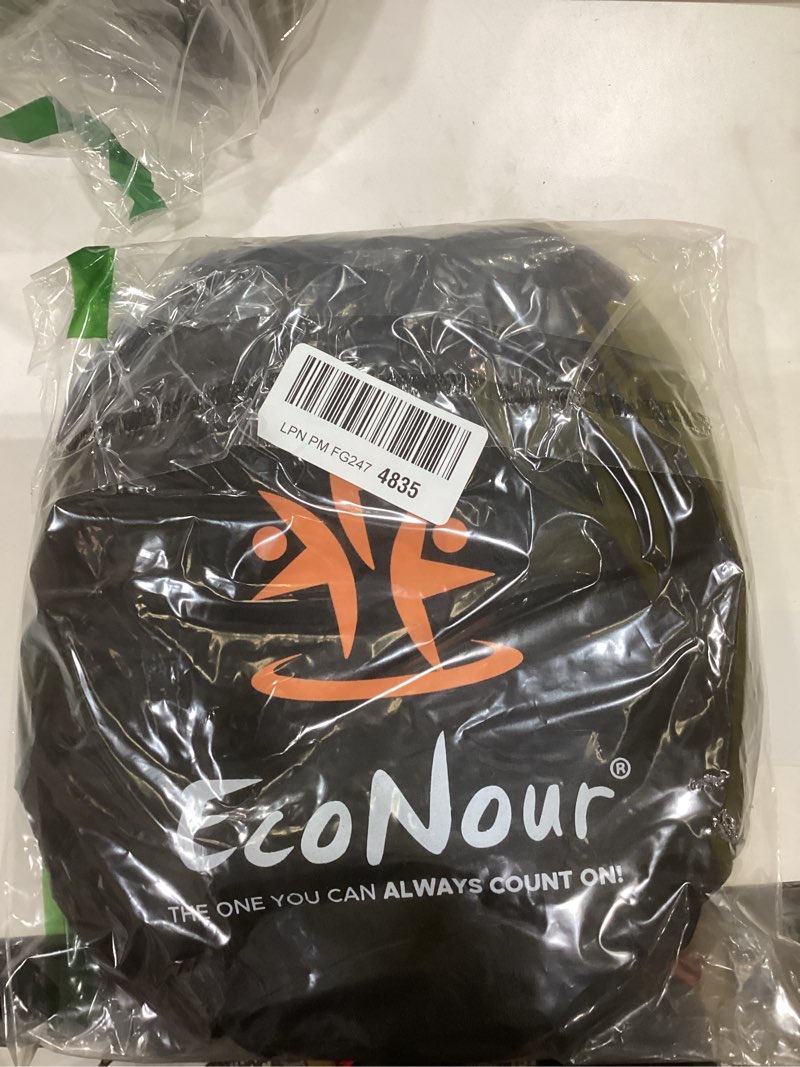 LPN PM FG247 4835
EcoNour®
THE ONE YOU CAN ALWAYS COUNT ON!